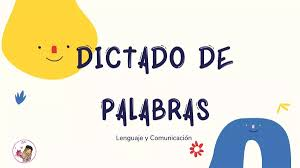 DICTADO DE
PALABRAS
Lenguaje y Comunicación